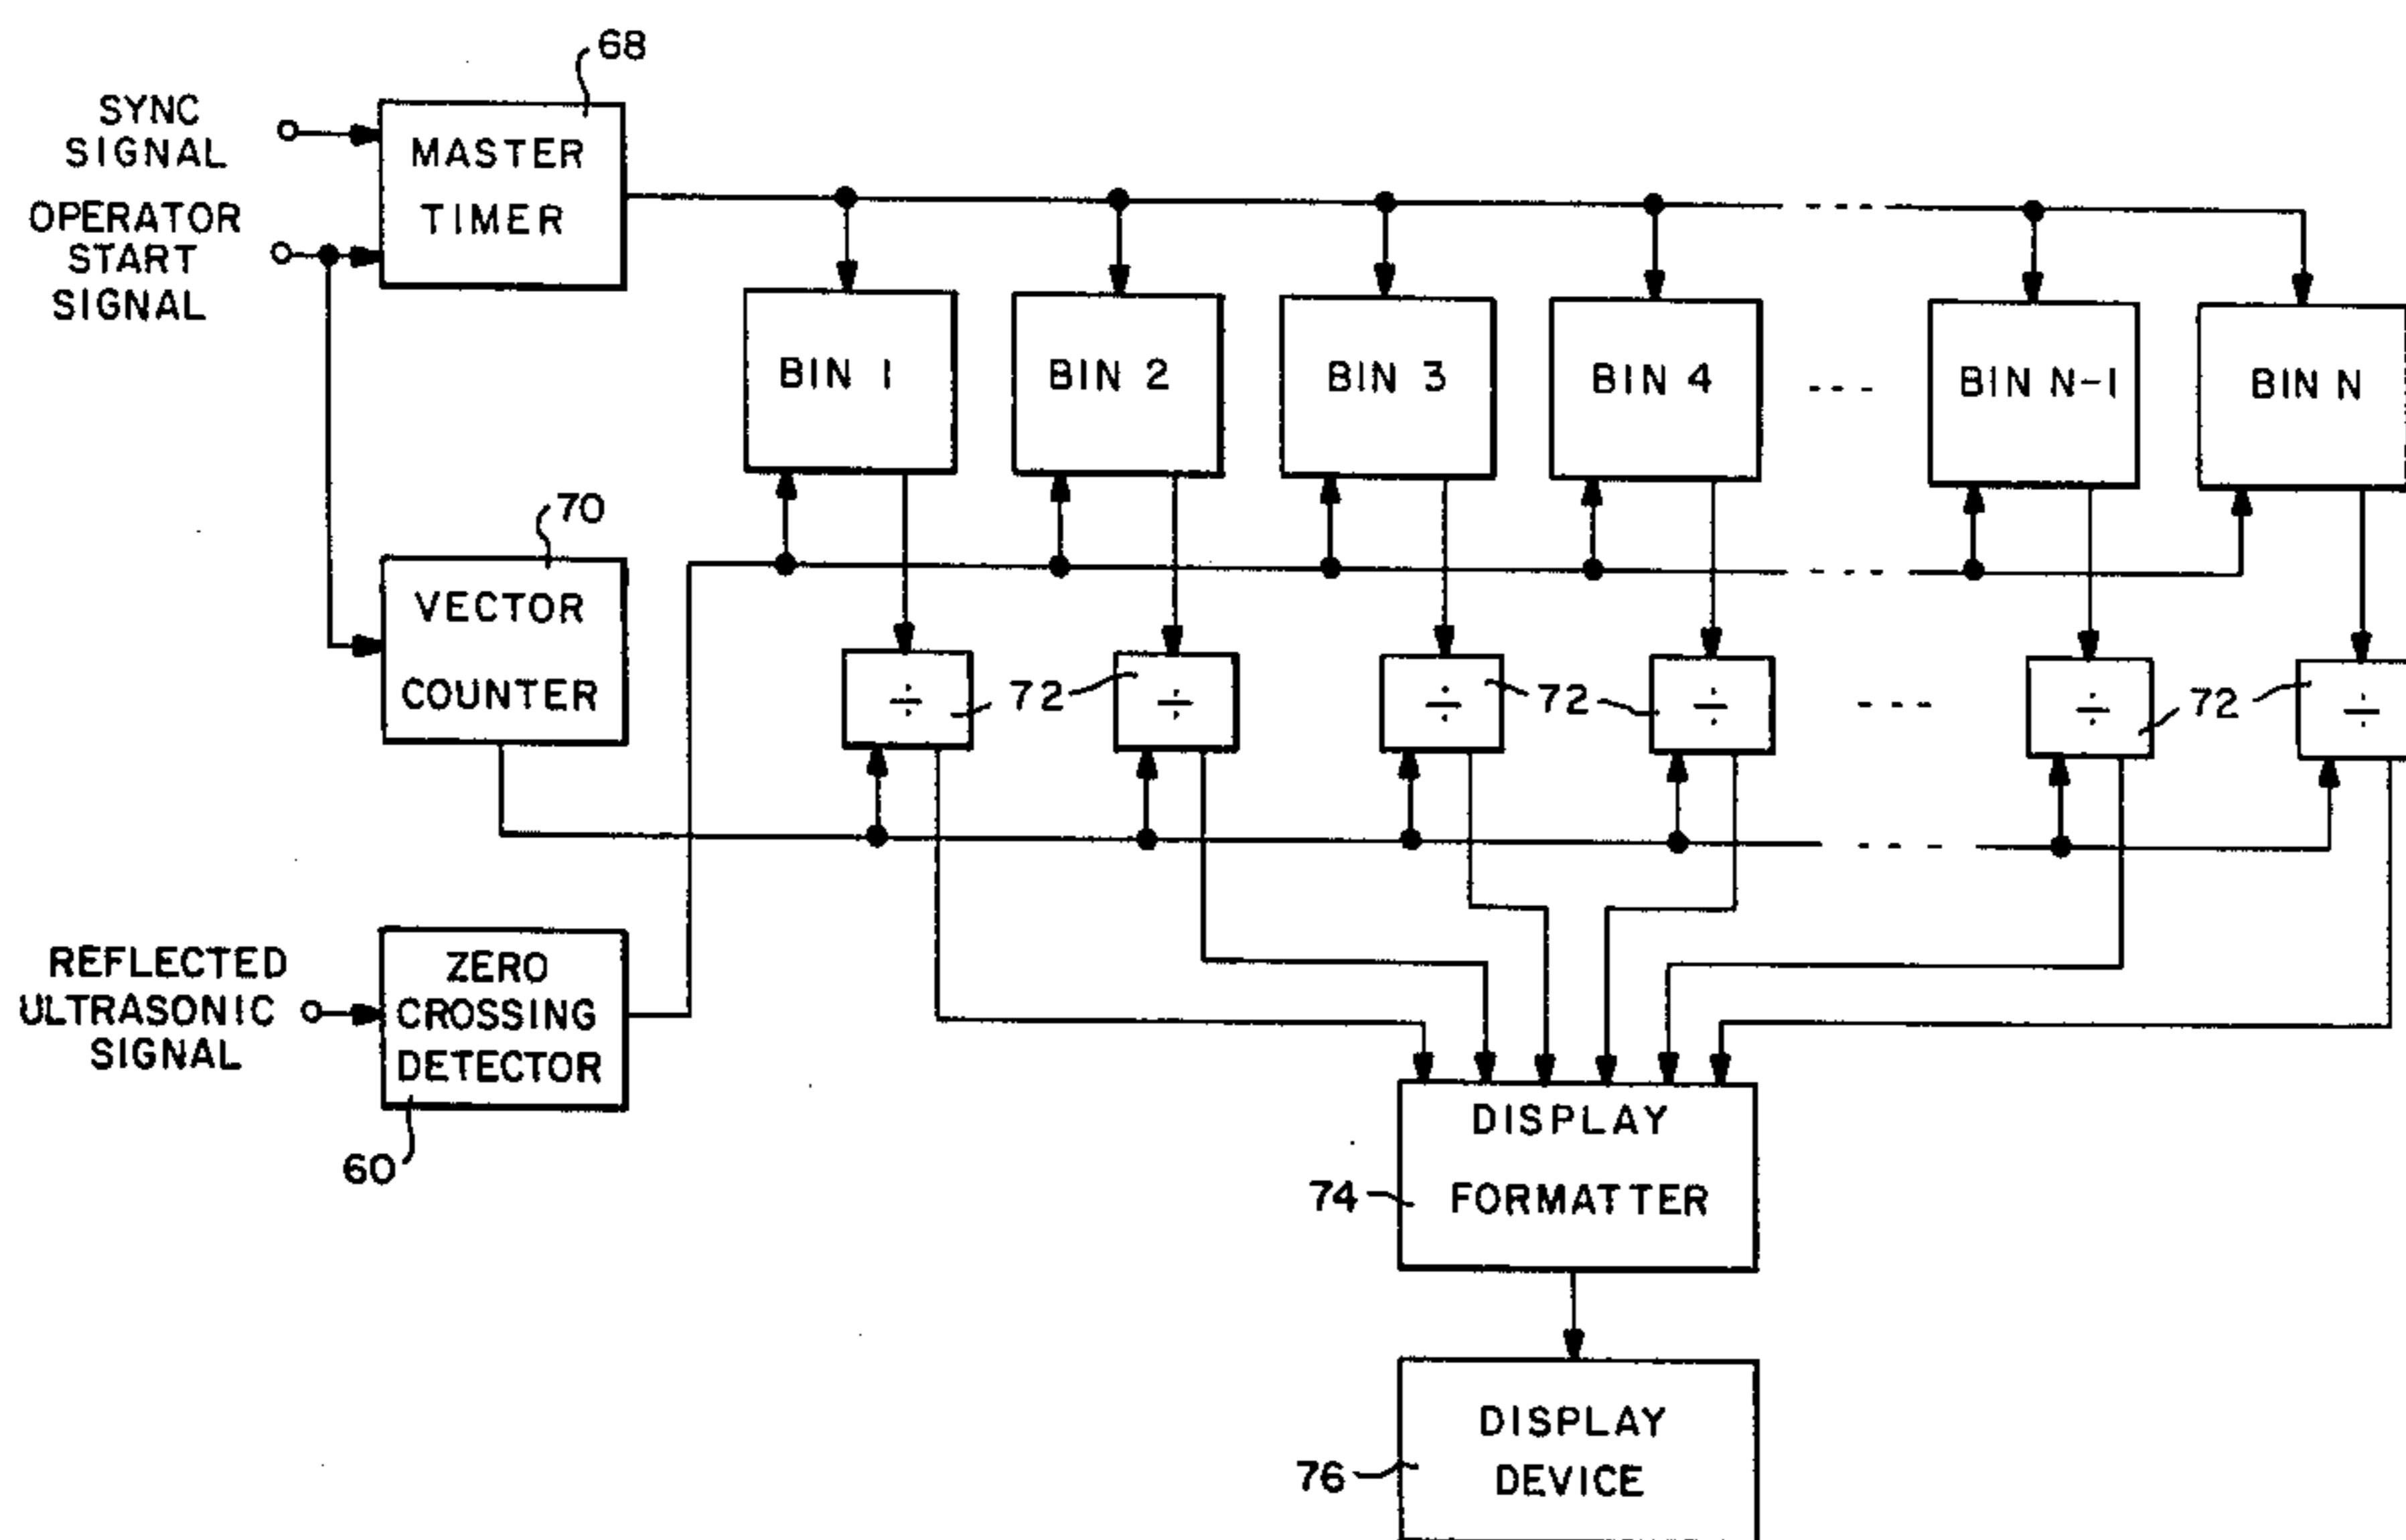 68
SYNC
SIGNAL
MASTER
TIMER
OPERATOR
START
SIGNAL
BIN 1
BIN 2
BIN 3
BIN 4
---
BIN N-1
BIN N
70
VECTOR
COUNTER
÷
72
÷
÷
72
÷
---
÷
72
÷
REFLECTED
ULTRASONIC
SIGNAL
ZERO
CROSSING
DETECTOR
60
DISPLAY
FORMATTER
74
DISPLAY
DEVICE
76